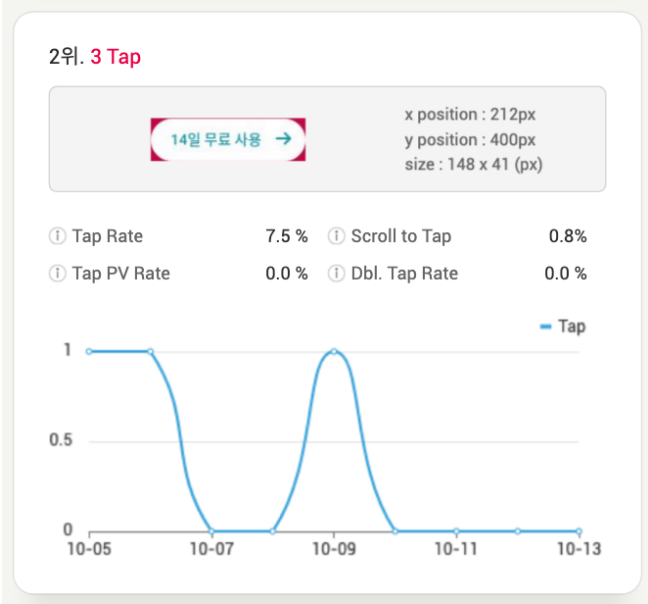 2위. 3 Tap
14일 무료 사용 →
x position : 212px
y position : 400px
size : 148 x 41 (px)
Tap Rate 7.5 % Scroll to Tap 0.8%
Tap PV Rate 0.0 % Dbl. Tap Rate 0.0 %
Tap
1
0.5
0
10-05 10-07 10-09 10-11 10-13